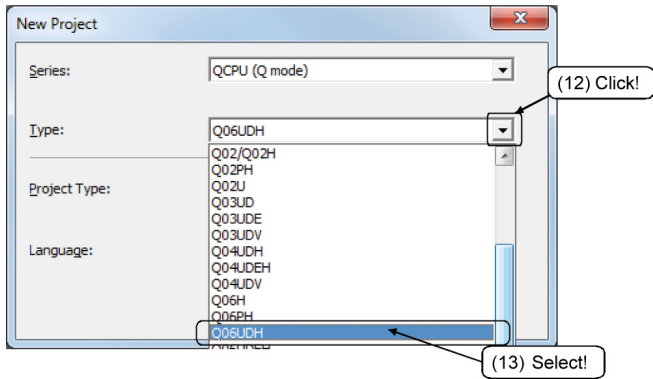 New Project
Series:
QCPU (Q mode)
(12) Click!
Type:
Q06UDH
Q02/Q02H
Q02PH
Q02U
Q03UD
Project Type:
Q03UDE
Q03UDV
Q04UDH
Language:
Q04UDEH
Q04UDV
Q06H
Q06PH
Q06UDH
Q06UDEH
(13) Select!